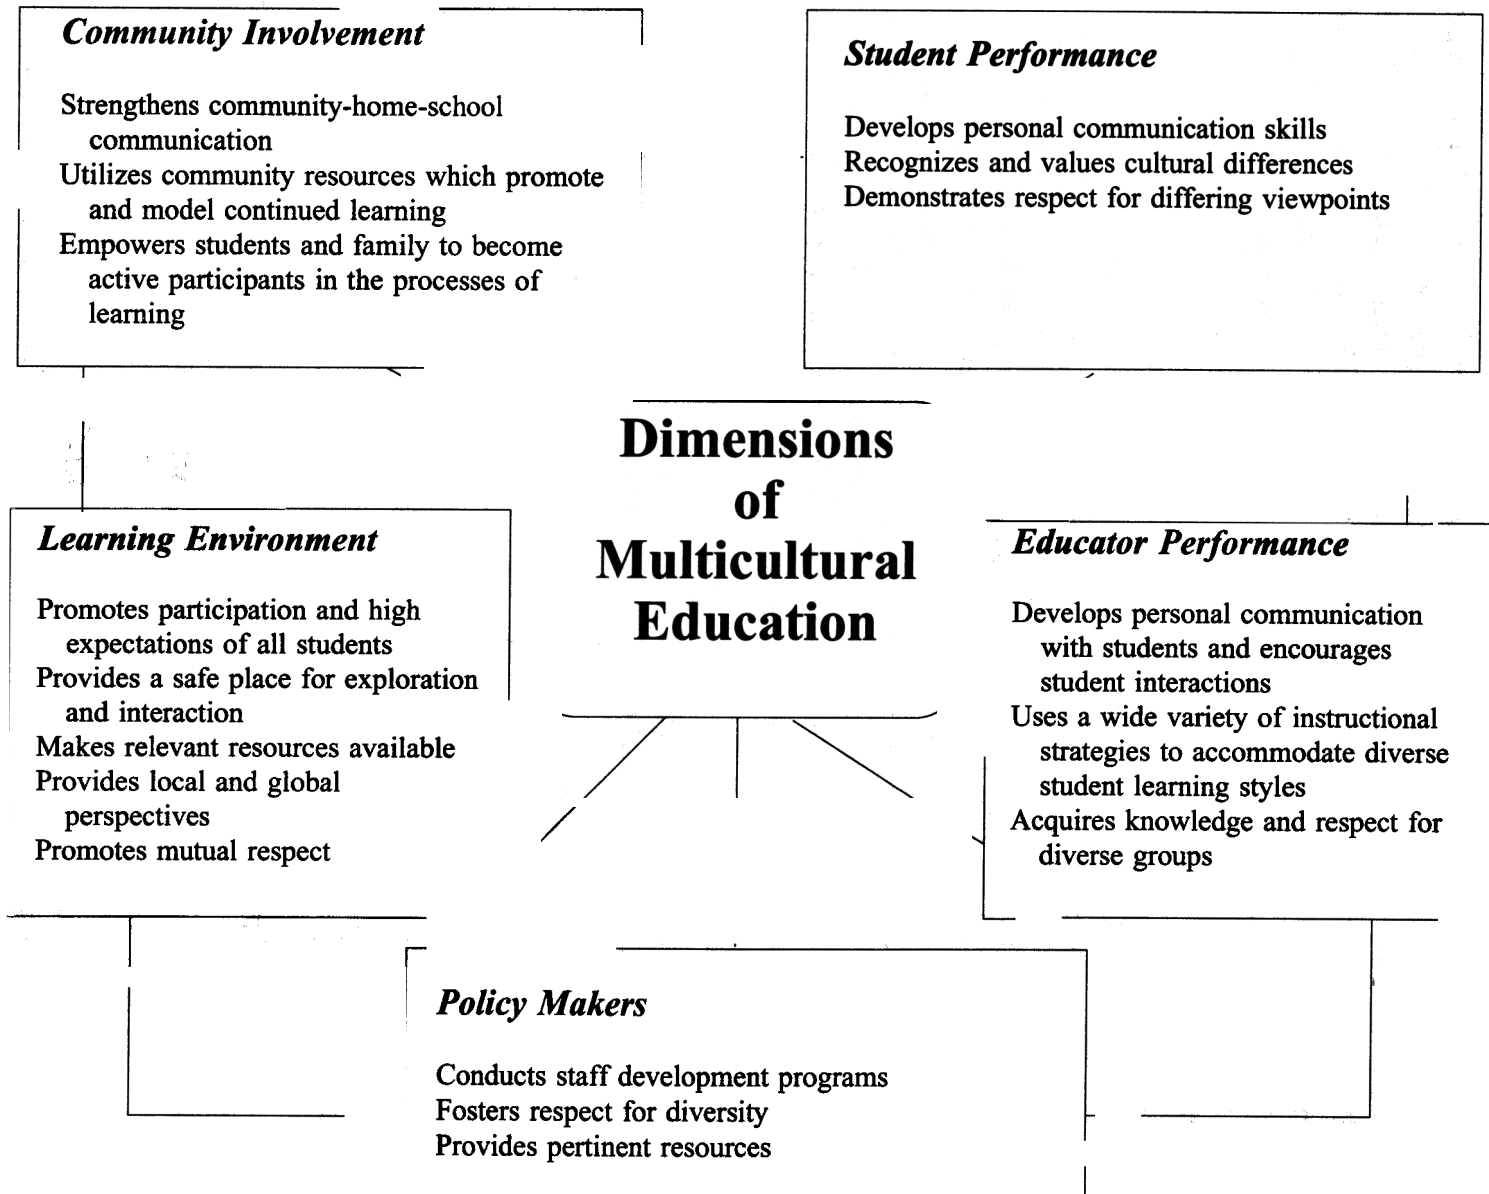 Community Involvement
Strengthens community-home-school
communication
Utilizes community resources which promote
and model continued learning
Empowers students and family to become
active participants in the processes of
learning
Student Performance
Develops personal communication skills
Recognizes and values cultural differences
Demonstrates respect for differing viewpoints
Dimensions
of
Multicultural
Education
Learning Environment
Promotes participation and high
expectations of all students
Provides a safe place for exploration
and interaction
Makes relevant resources available
Provides local and global
perspectives
Promotes mutual respect
Educator Performance
Develops personal communication
with students and encourages
student interactions
Uses a wide variety of instructional
strategies to accommodate diverse
student learning styles
Acquires knowledge and respect for
diverse groups
Policy Makers
Conducts staff development programs
Fosters respect for diversity
Provides pertinent resources